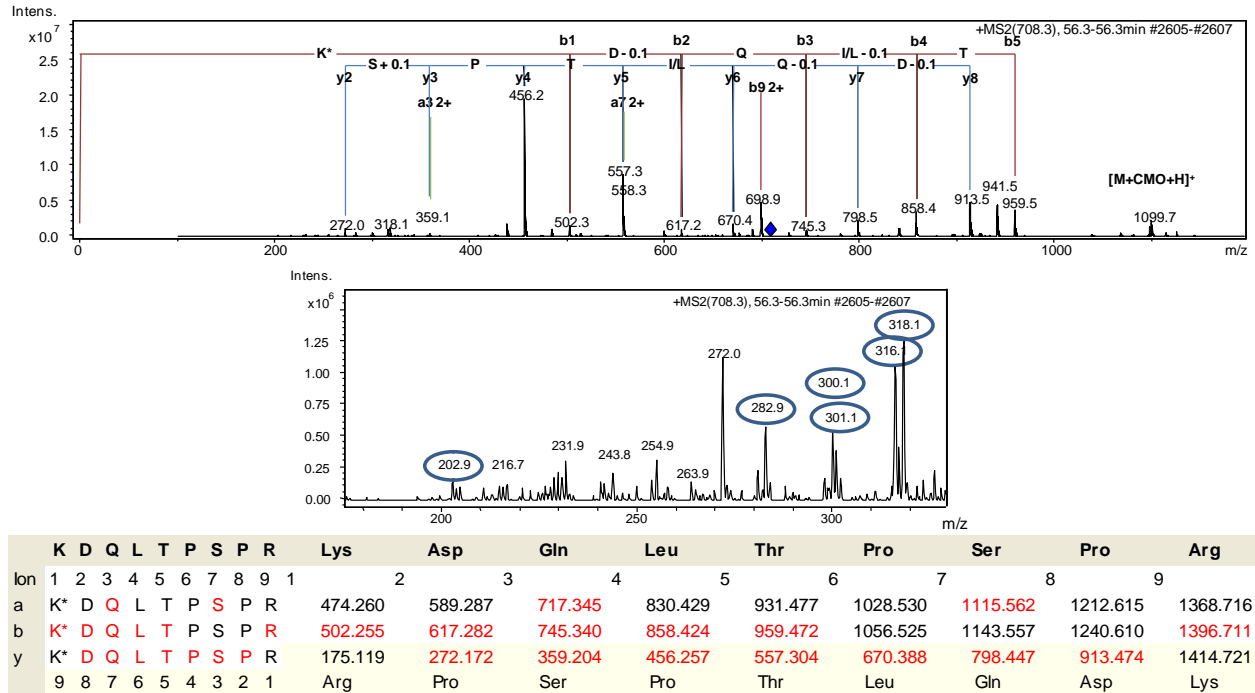 Intens.
x10⁷
+MS2(708.3), 56.3-56.3min #2605-#2607
K* b1 D - 0.1 b2 Q b3 I/L - 0.1 b4 T b5
y2 S + 0.1 y3 P y4 T y5 I/L y6 Q - 0.1 y7 D - 0.1 y8
a3 2+ a7 2+ b9 2+
2.5
2.0
1.5
1.0
0.5
0.0
272.0 318.1 359.1 456.2 502.3 557.3 558.3 617.2 670.4 698.9 745.3 798.5 858.4 913.5 941.5 959.5 1099.7
[M+CMO+H]⁺
0 200 400 600 800 1000 m/z
Intens.
x10⁶
+MS2(708.3), 56.3-56.3min #2605-#2607
1.25
1.00
0.75
0.50
0.25
0.00
202.9 216.7 231.9 243.8 254.9 263.9 272.0 282.9 300.1 301.1 316.1 318.1
200 250 300 m/z
K D Q L T P S P R Lys Asp Gln Leu Thr Pro Ser Pro Arg
Ion 1 2 3 4 5 6 7 8 9 1 2 3 4 5 6 7 8 9
a K* D Q L T P S P R 474.260 589.287 717.345 830.429 931.477 1028.530 1115.562 1212.615 1368.716
b K* D Q L T P S P R 502.255 617.282 745.340 858.424 959.472 1056.525 1143.557 1240.610 1396.711
y K* D Q L T P S P R 175.119 272.172 359.204 456.257 557.304 670.388 798.447 913.474 1414.721
9 8 7 6 5 4 3 2 1 Arg Pro Ser Pro Thr Leu Gln Asp Lys